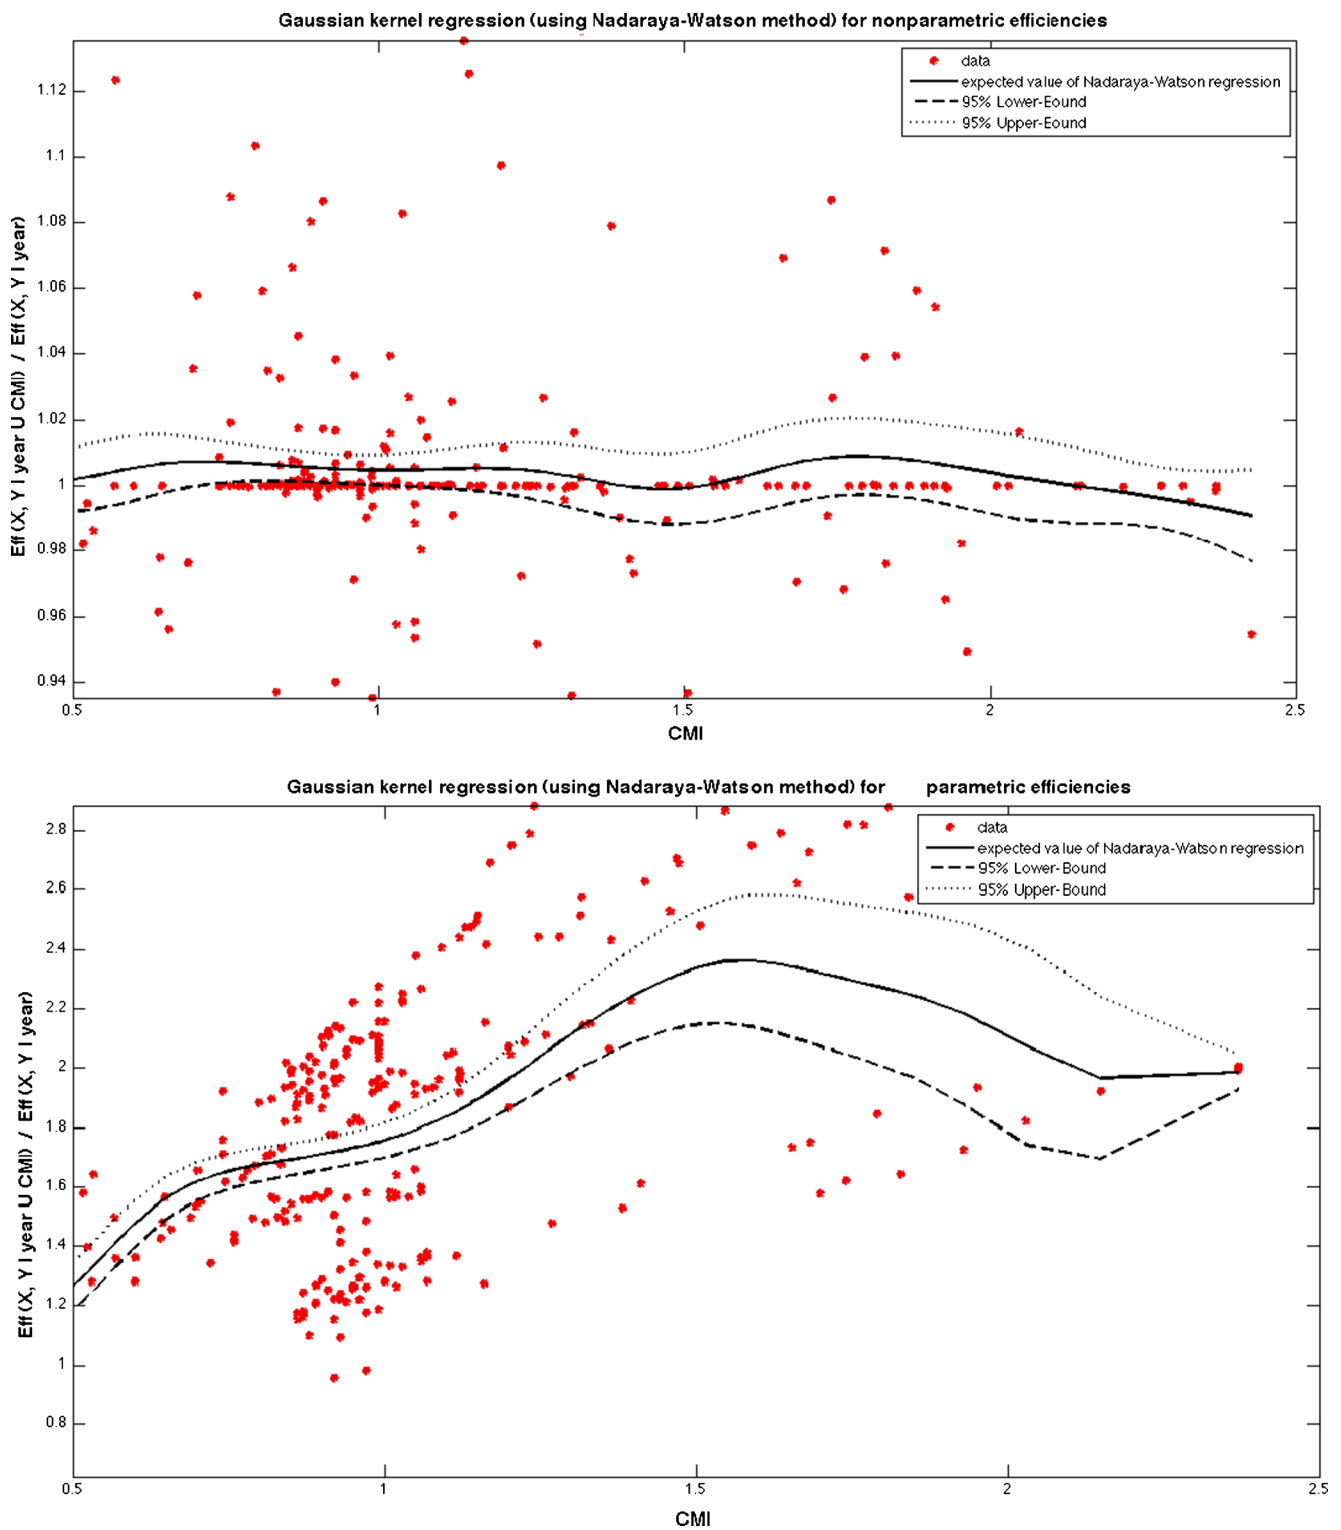 Gaussian kernel regression (using Nadaraya-Watson method) for nonparametric efficiencies
data
expected value of Nadaraya-Watson regression
95% Lower-Eound
95% Upper-Eound
Eff (X, Y I year U CMI) / Eff (X, Y I year)
1.12
1.1
1.08
1.06
1.04
1.02
1
0.98
0.96
0.94
0.5
1
1.5
2
2.5
CMI
Gaussian kernel regression (using Nadaraya-Watson method) for parametric efficiencies
data
expected value of Nadaraya-Watson regression
95% Lower-Bound
95% Upper-Bound
Eff (X, Y I year U CMI) / Eff (X, Y I year)
2.8
2.6
2.4
2.2
2
1.8
1.6
1.4
1.2
1
0.8
0.5
1
1.5
2
2.5
CMI